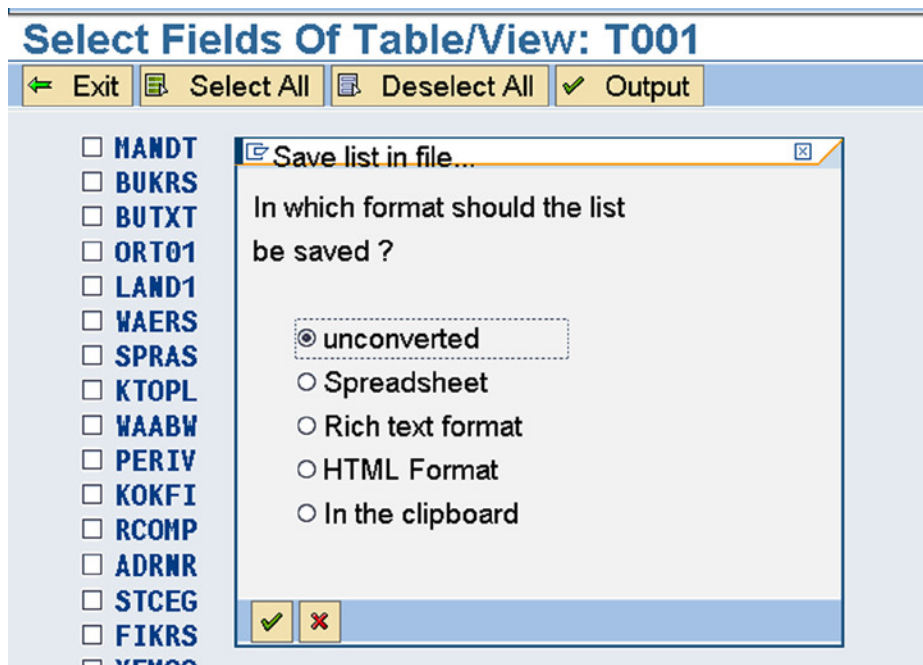 Select Fields Of Table/View: T001
Exit Select All Deselect All Output
MANDT
BUKRS
BUTXT
ORT01
LAND1
WAERS
SPRAS
KTOPL
WAABW
PERIV
KOKFI
RCOMP
ADRNR
STCEG
FIKRS
Save list in file...
In which format should the list
be saved ?
unconverted
Spreadsheet
Rich text format
HTML Format
In the clipboard